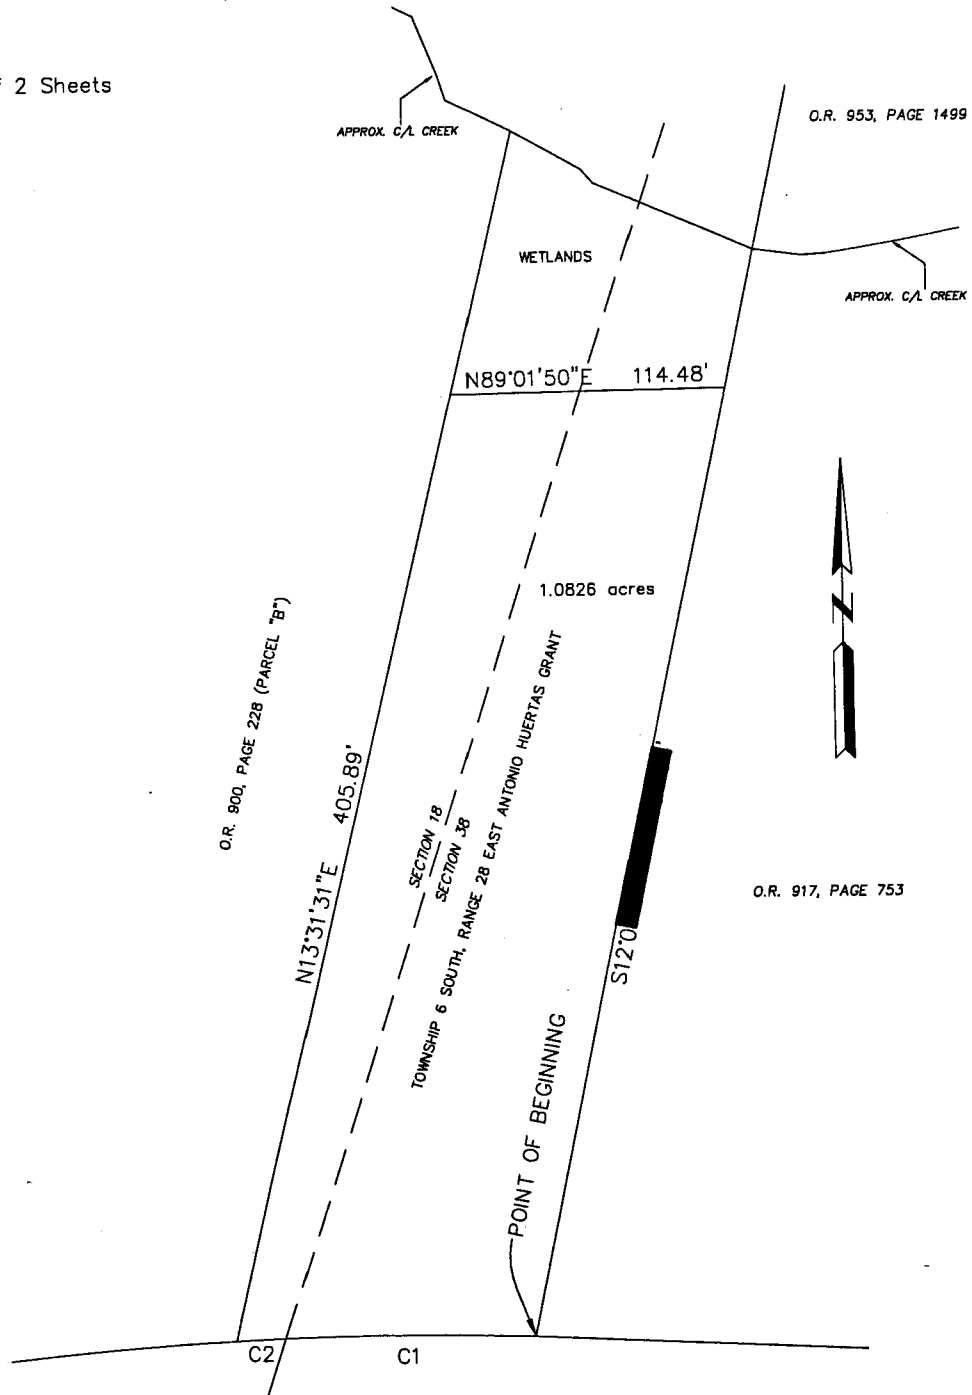 2 Sheets
O.R. 953, PAGE 1499
APPROX. C/L CREEK
WETLANDS
APPROX. C/L CREEK
N89°01'50"E 114.48'
1.0826 acres
N
O.R. 900, PAGE 228 (PARCEL "B")
N13°31'31"E 405.89'
SECTION 18
SECTION 38
TOWNSHIP 6 SOUTH, RANGE 28 EAST ANTONIO HUERTAS GRANT
S12°0
O.R. 917, PAGE 753
POINT OF BEGINNING
C2
C1